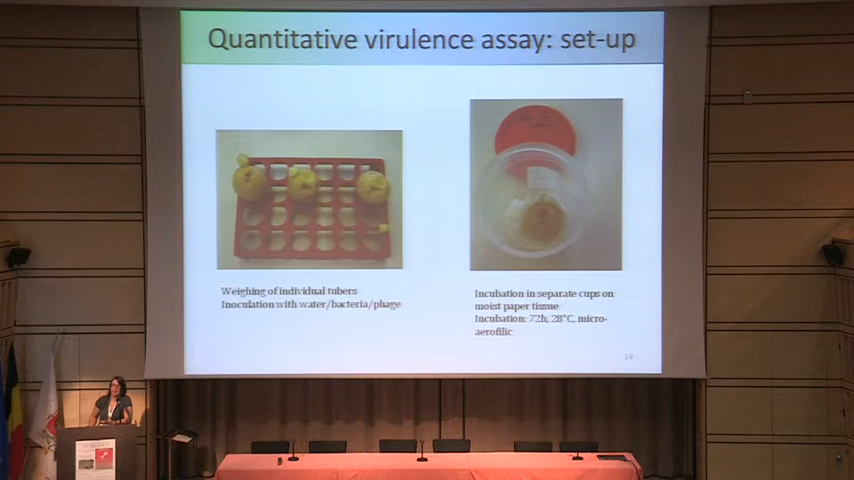 Quantitative virulence assay: set-up
Weighing of individual tubers
Inoculation with water/bacteria/phage
Incubation in separate cups on
moist paper tissue
Incubation: 72h, 28°C, micro-
aerofilic
14